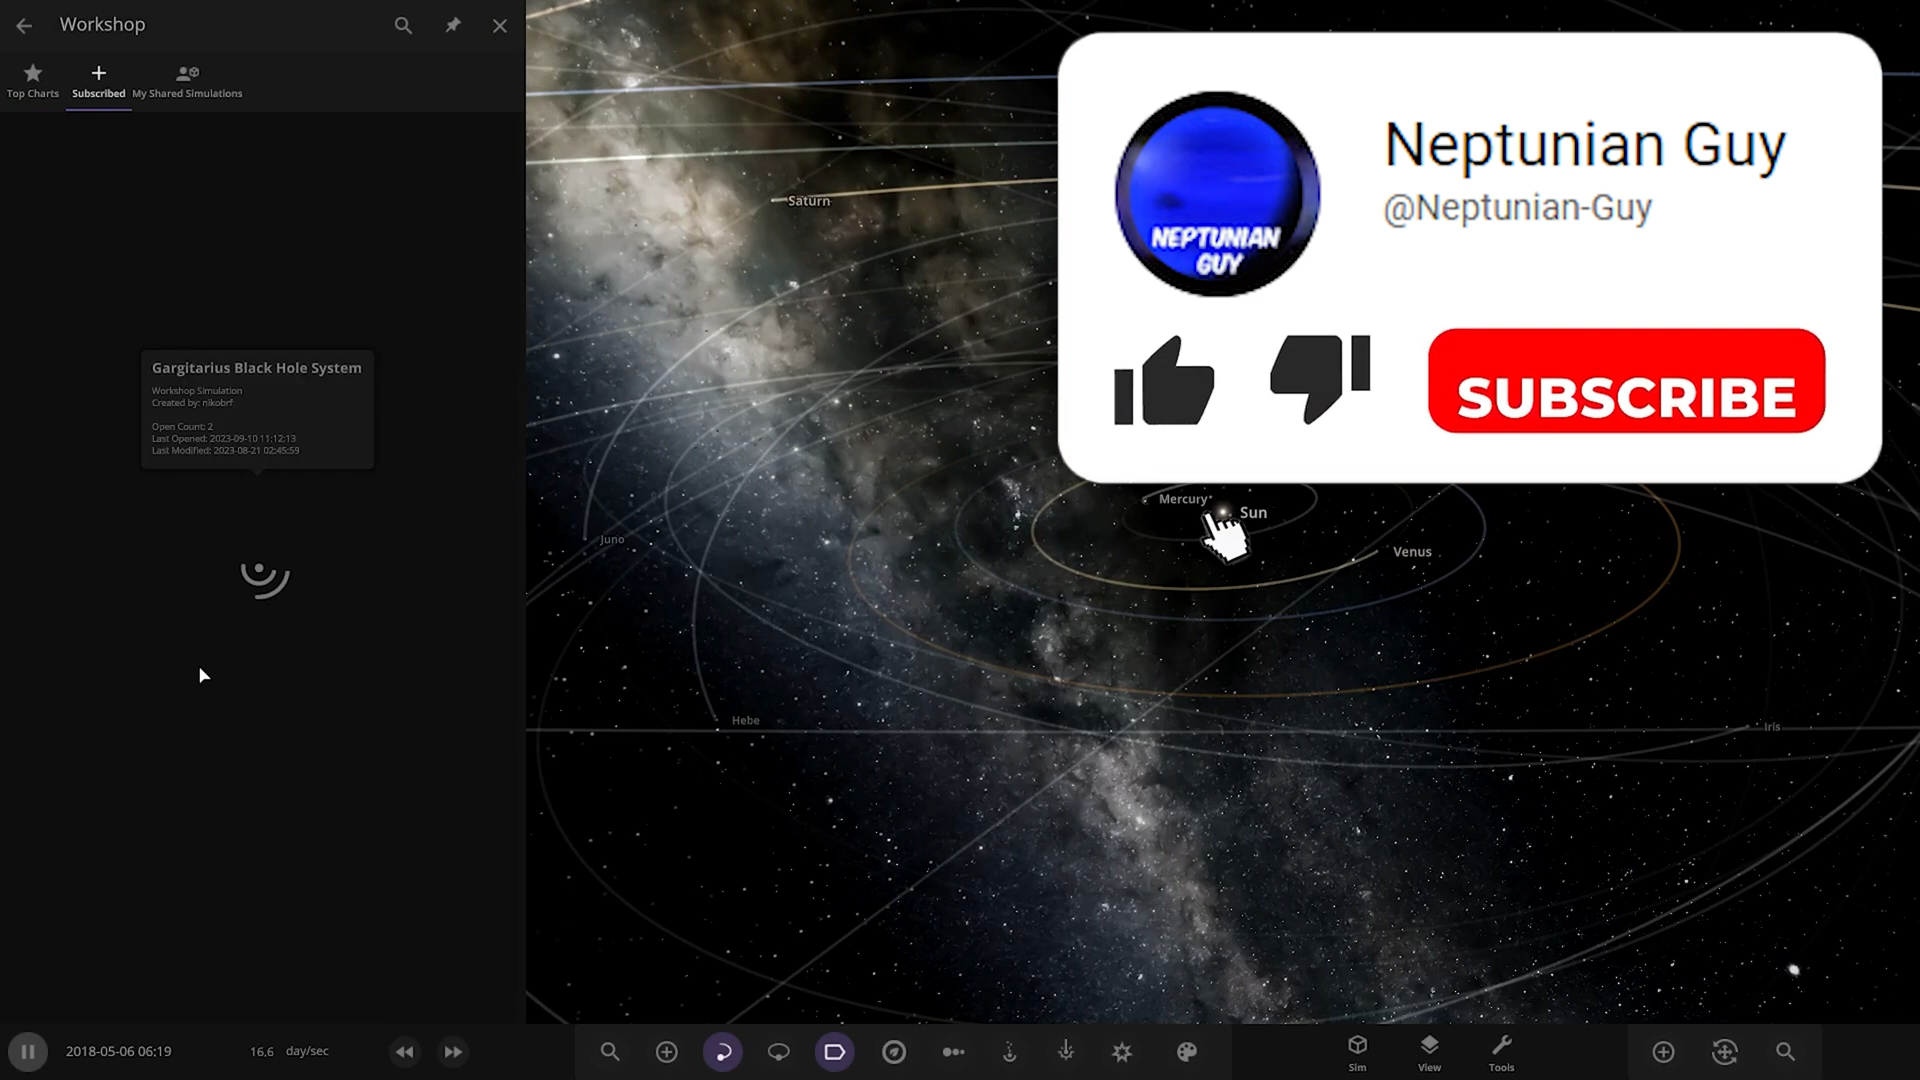 Workshop
Top Charts
Subscribed
My Shared Simulations
Gargitarius Black Hole System
Workshop Simulation
Created by: nikobrf
Open Count: 2
Last Opened: 2023-09-10 11:12:13
Last Modified: 2023-08-21 02:45:59
Neptunian Guy
@Neptunian-Guy
NEPTUNIAN
GUY
SUBSCRIBE
Saturn
Mercury
Sun
Venus
Juno
Hebe
Iris
2018-05-06 06:19
16.6 day/sec
Sim
View
Tools